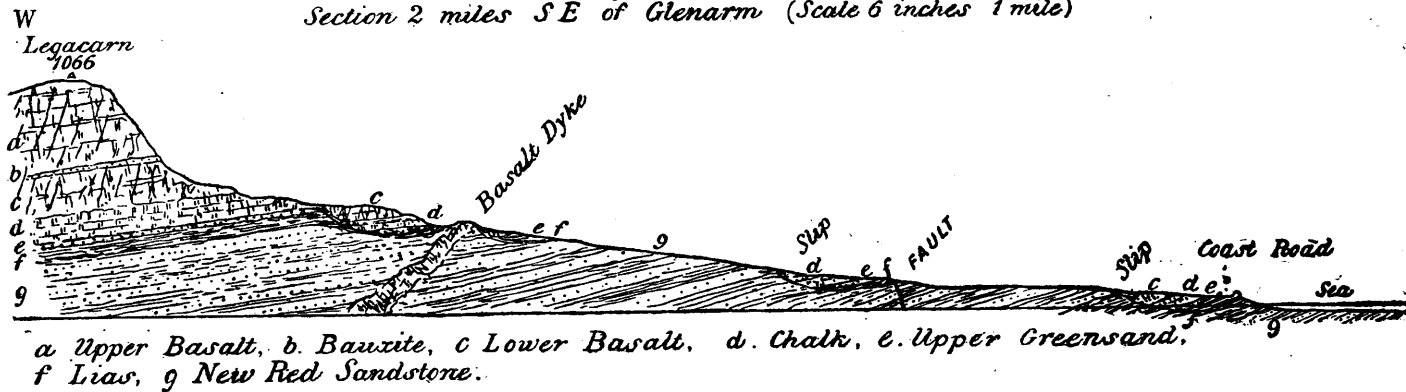 Section 2 miles SE of Glenarm (Scale 6 inches 1 mile)
W
Legacarn
1066
a
b
c
d
e
f
g
c
d
Basalt Dyke
e f
g
Slip
d
e f
FAULT
Slip
c d e
Coast Road
Sea
f
g
a Upper Basalt, b. Bauxite, c Lower Basalt, d. Chalk, e. Upper Greensand,
f Lias, g New Red Sandstone.